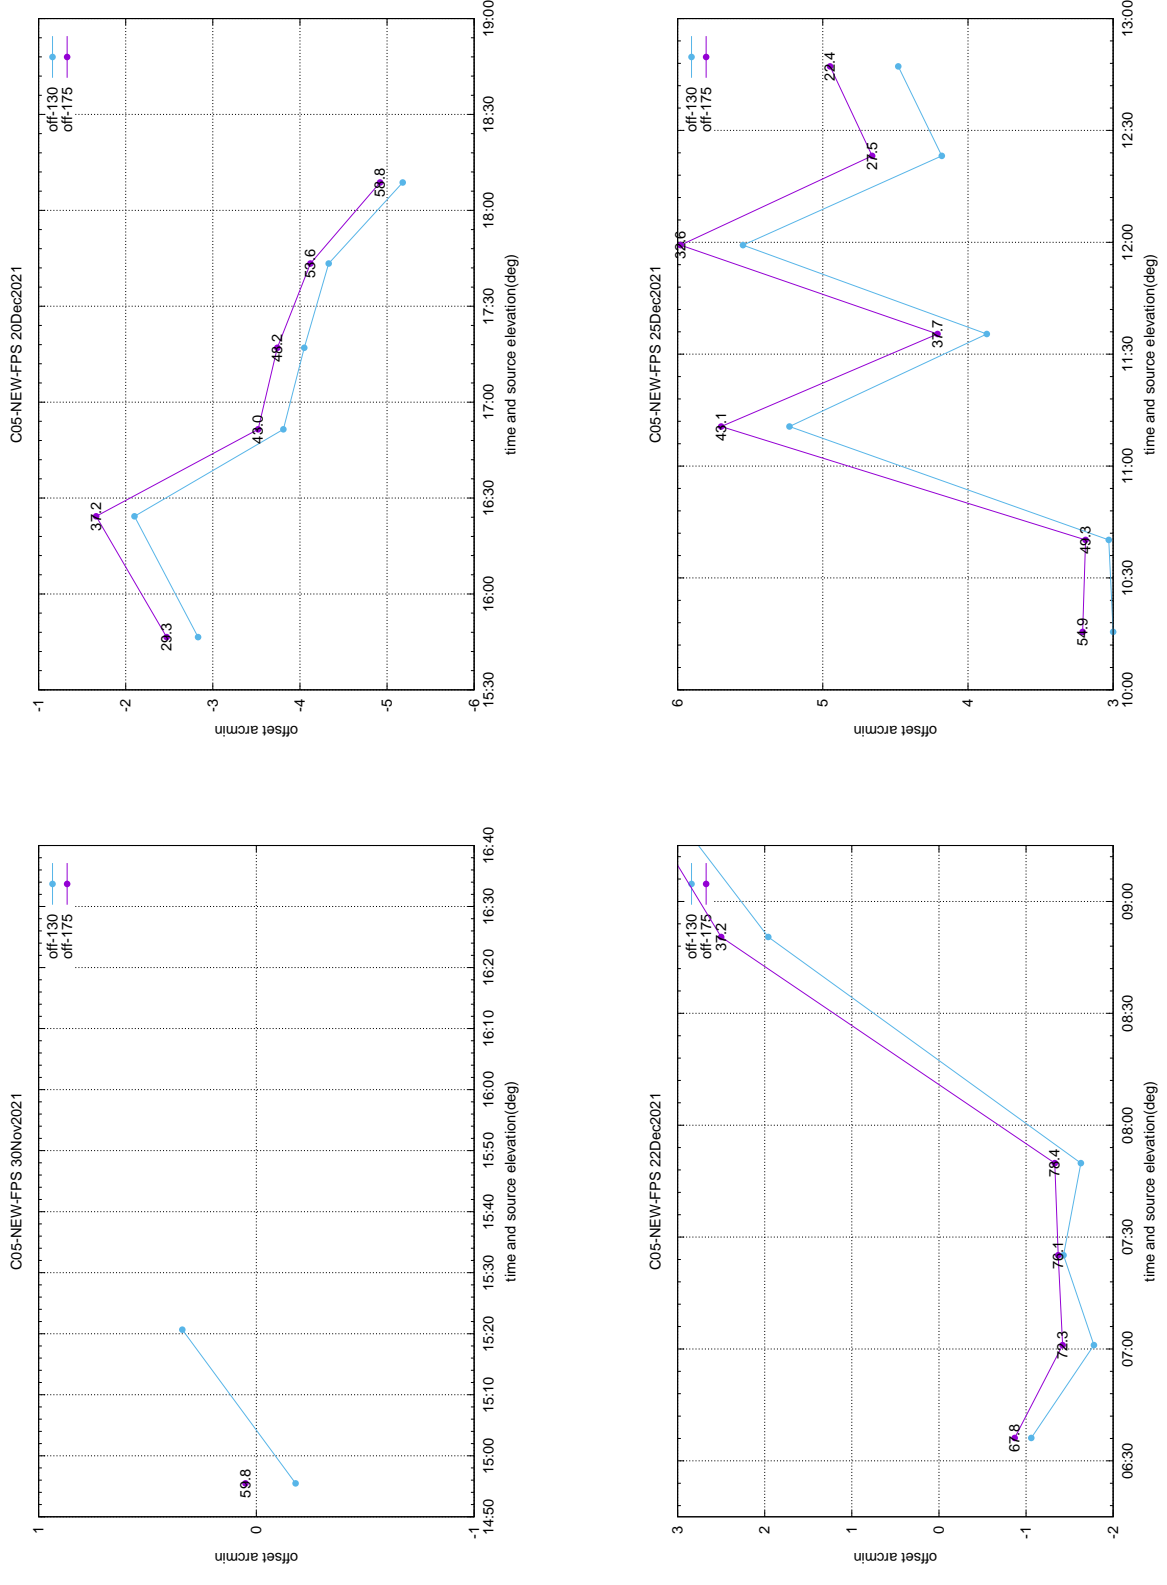 C05-NEW-FPS 30Nov2021
off-130
off-175
1
0
-1
offset arcmin
59.8
14:50 15:00 15:10 15:20 15:30 15:40 15:50 16:00 16:10 16:20 16:30 16:40
time and source elevation(deg)
C05-NEW-FPS 20Dec2021
off-130
off-175
-1
-2
-3
-4
-5
-6
offset arcmin
29.3
37.2
43.0
48.2
53.6
58.8
15:30 16:00 16:30 17:00 17:30 18:00 18:30 19:00
time and source elevation(deg)
C05-NEW-FPS 22Dec2021
off-130
off-175
3
2
1
0
-1
-2
offset arcmin
67.8
72.3
76.1
78.4
37.2
06:30 07:00 07:30 08:00 08:30 09:00
time and source elevation(deg)
C05-NEW-FPS 25Dec2021
off-130
off-175
6
5
4
3
offset arcmin
54.9
49.3
43.1
37.7
32.6
27.5
22.4
10:00 10:30 11:00 11:30 12:00 12:30 13:00
time and source elevation(deg)